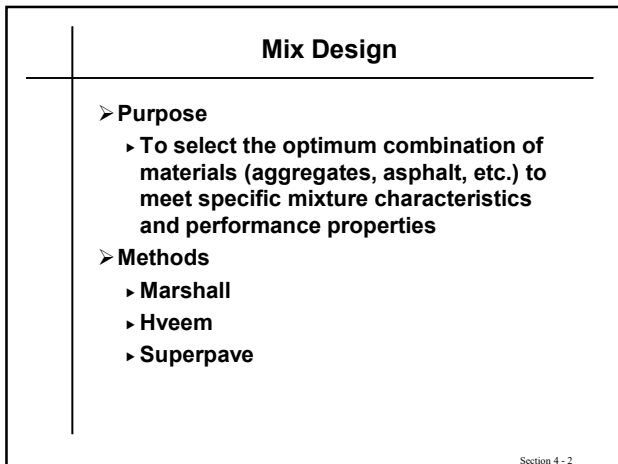 Mix Design
➢ Purpose
▸ To select the optimum combination of
materials (aggregates, asphalt, etc.) to
meet specific mixture characteristics
and performance properties
➢ Methods
▸ Marshall
▸ Hveem
▸ Superpave
Section 4 - 2